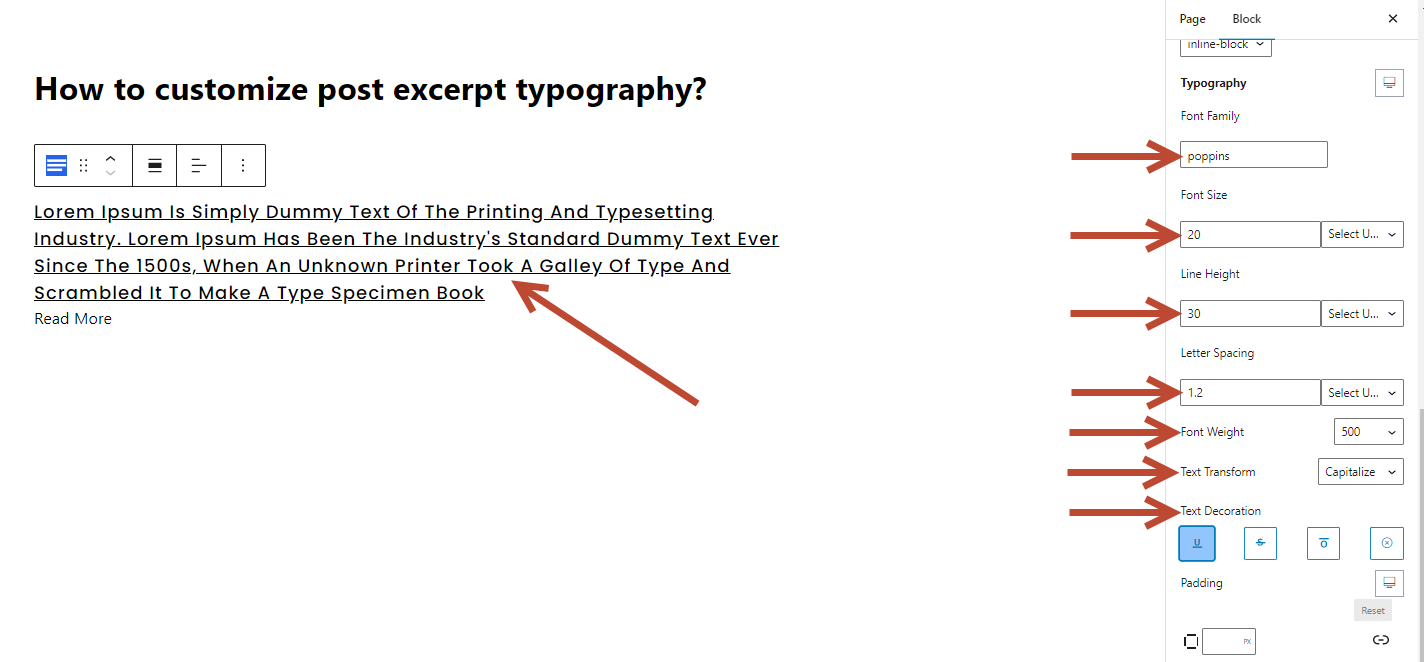 Page Block
inline-block
How to customize post excerpt typography?
Typography
Font Family
poppins
Font Size
20 Select U...
Line Height
30 Select U...
Letter Spacing
1.2 Select U...
Font Weight 500
Text Transform Capitalize
Text Decoration
U S O
Padding
Reset
PX
Lorem Ipsum Is Simply Dummy Text Of The Printing And Typesetting
Industry. Lorem Ipsum Has Been The Industry's Standard Dummy Text Ever
Since The 1500s, When An Unknown Printer Took A Galley Of Type And
Scrambled It To Make A Type Specimen Book
Read More